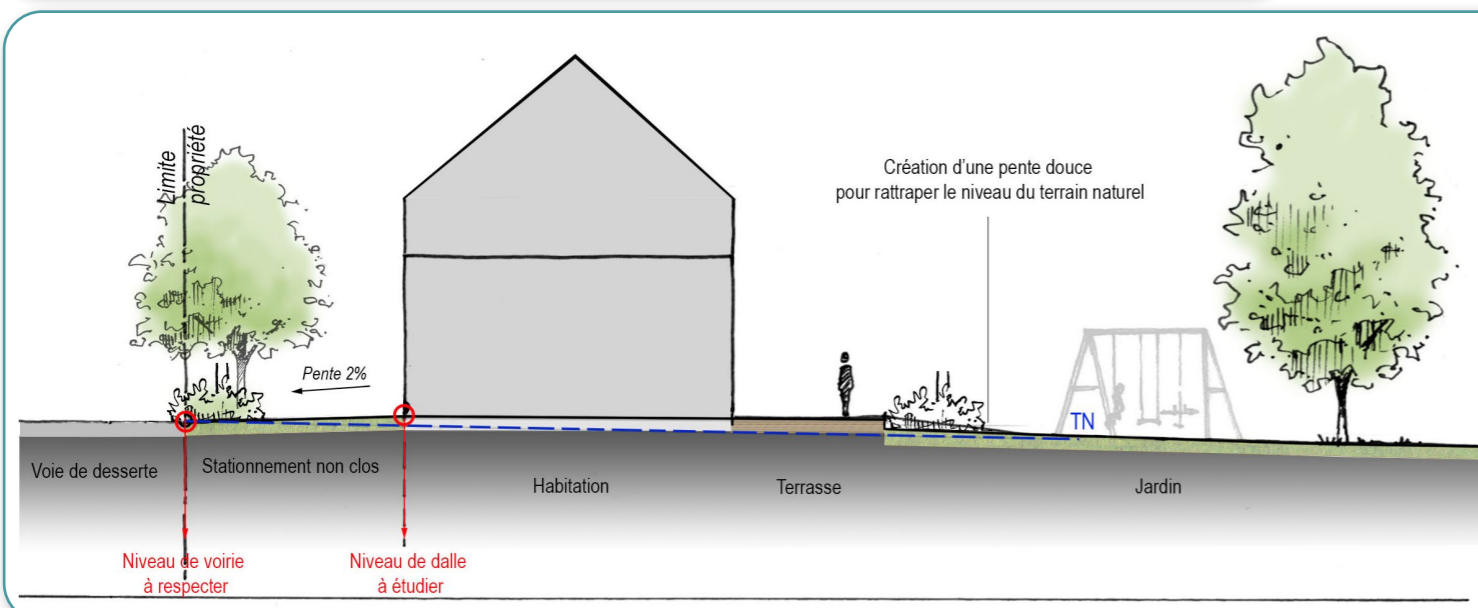 Limite
propriété
Création d'une pente douce
pour rattraper le niveau du terrain naturel
Pente 2%
TN
Voie de desserte
Stationnement non clos
Habitation
Terrasse
Jardin
Niveau de voirie
à respecter
Niveau de dalle
à étudier